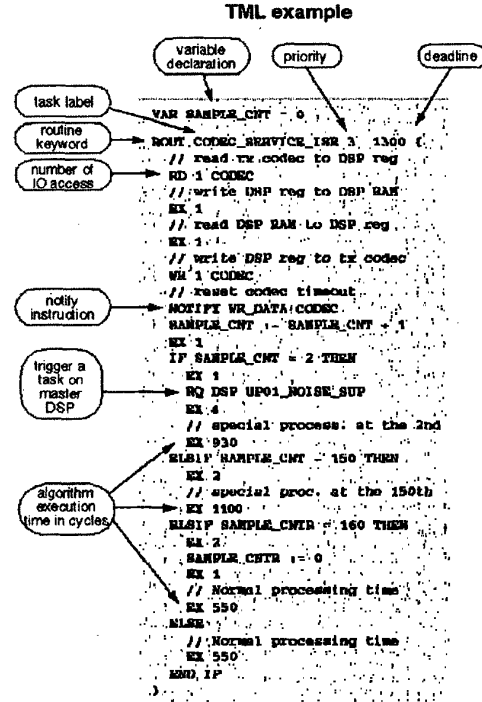 TML example
variable
declaration
priority
deadline
task label
routine
keyword
number of
IO access
notify
instruction
trigger a
task on
master
DSP
algorithm
execution
time in cycles
VAR SAMPLE_CNT = 0
ROUT CODEC_SERVICE_ISR 3 1300 {
// read rx codec to DSP reg
RD 1 CODEC
// write DSP reg to DSP RAM
EX 1
// read DSP RAM to DSP reg
EX 1
// write DSP reg to tx codec
WR 1 CODEC
// reset codec timeout
NOTIFY WR_DATA CODEC
SAMPLE_CNT := SAMPLE_CNT + 1
EX 1
IF SAMPLE_CNT = 2 THEN
EX 1
RQ DSP UP01_NOISE_SUP
EX 4
// special process. at the 2nd
EX 930
ELSIF SAMPLE_CNT = 150 THEN
EX 2
// special proc. at the 150th
EX 1100
ELSIF SAMPLE_CNTR = 160 THEN
EX 2
SAMPLE_CNTR := 0
EX 1
// Normal processing time
EX 550
ELSE
// Normal processing time
EX 550
END IF
}